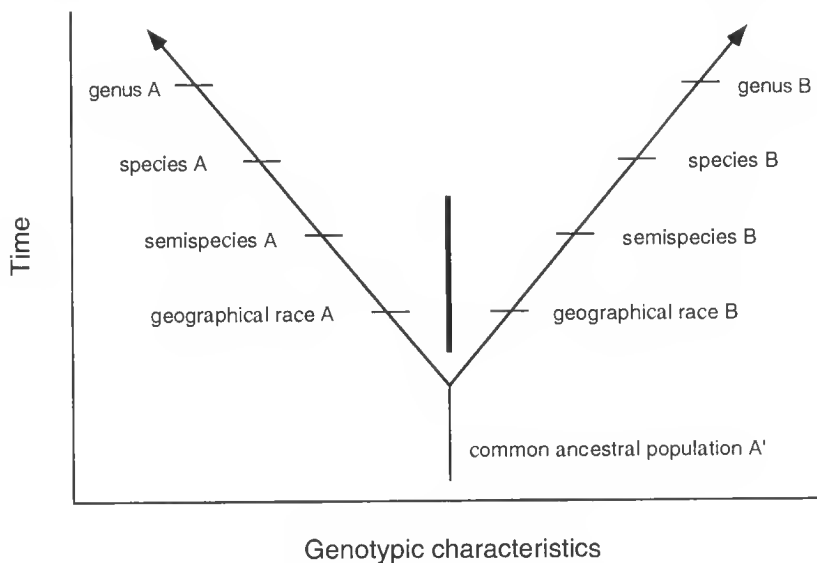 genus A
genus B
species A
species B
semispecies A
semispecies B
geographical race A
geographical race B
common ancestral population A'
Time
Genotypic characteristics